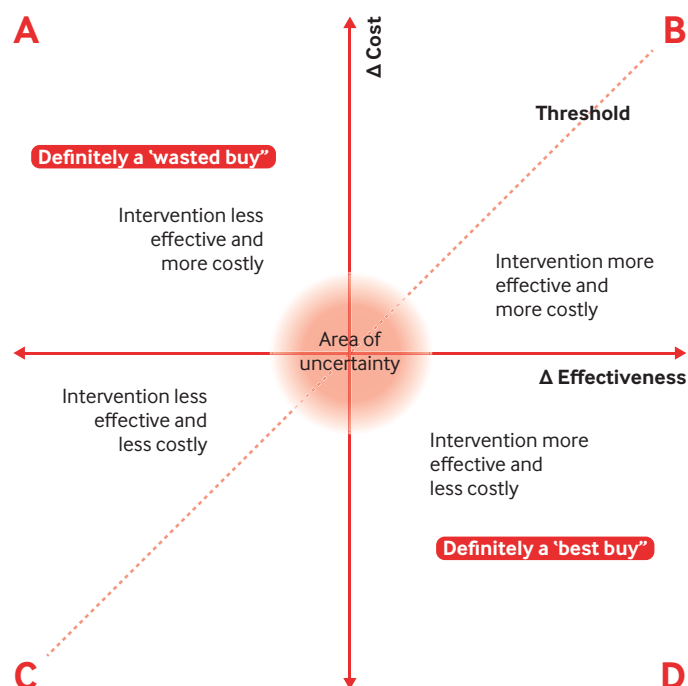 A
B
Δ Cost
Threshold
Definitely a ‘wasted buy”
Intervention less
effective and
more costly
Intervention more
effective and
more costly
Area of
uncertainty
Δ Effectiveness
Intervention less
effective and
less costly
Intervention more
effective and
less costly
Definitely a ‘best buy”
C
D